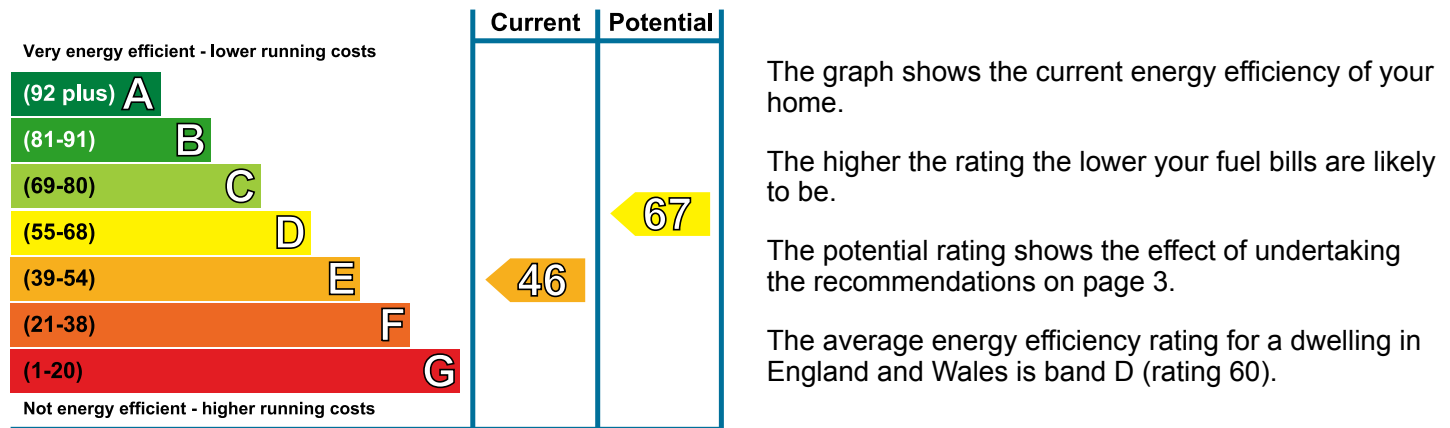 Current Potential
Very energy efficient - lower running costs
(92 plus) A
(81-91) B
(69-80) C
(55-68) D
(39-54) E
(21-38) F
(1-20) G
Not energy efficient - higher running costs
67
46
The graph shows the current energy efficiency of your
home.
The higher the rating the lower your fuel bills are likely
to be.
The potential rating shows the effect of undertaking
the recommendations on page 3.
The average energy efficiency rating for a dwelling in
England and Wales is band D (rating 60).